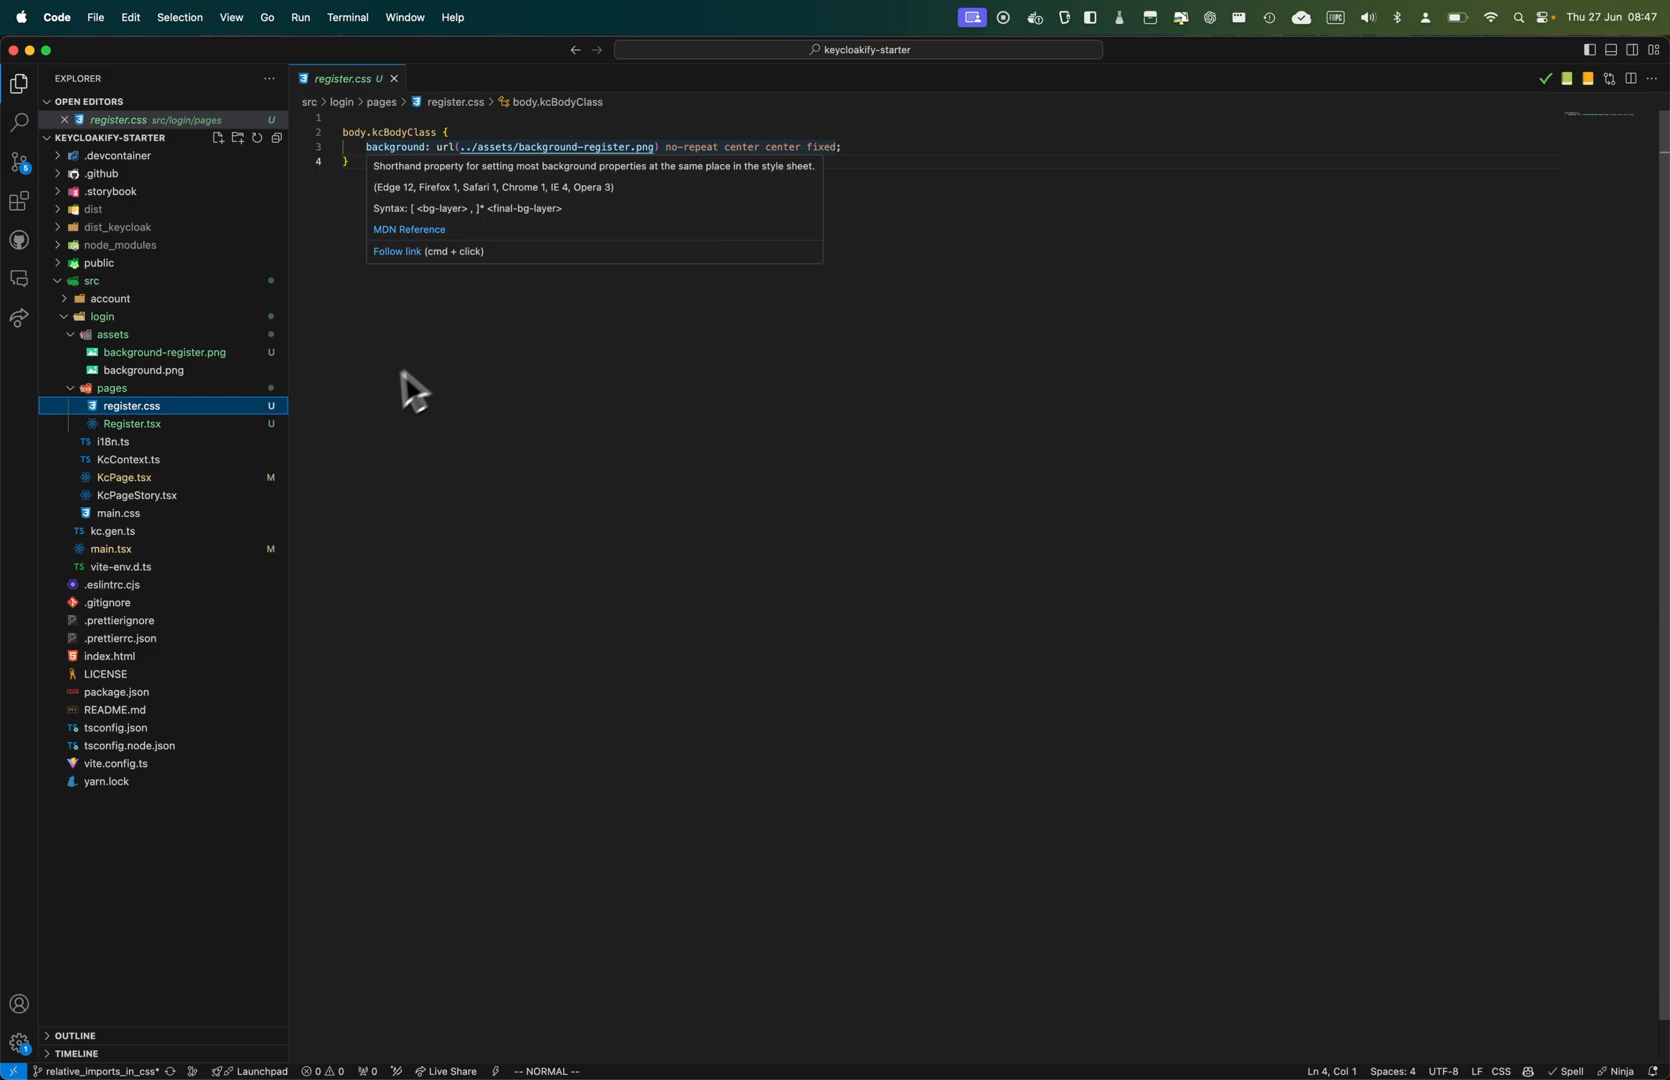 Code File Edit Selection View Go Run Terminal Window Help
Thu 27 Jun 08:47
keycloakify-starter
EXPLORER
OPEN EDITORS
register.css src/login/pages U
KEYCLOAKIFY-STARTER
.devcontainer
.github
.storybook
dist
dist_keycloak
node_modules
public
src
account
login
assets
background-register.png U
background.png
pages
register.css U
Register.tsx U
i18n.ts
KcContext.ts
KcPage.tsx M
KcPageStory.tsx
main.css
kc.gen.ts
main.tsx M
vite-env.d.ts
.eslintrc.cjs
.gitignore
.prettierignore
.prettierrc.json
index.html
LICENSE
package.json
README.md
tsconfig.json
tsconfig.node.json
vite.config.ts
yarn.lock
OUTLINE
TIMELINE
register.css U
src > login > pages > register.css > body.kcBodyClass
1
2 body.kcBodyClass {
3 background: url(../assets/background-register.png) no-repeat center center fixed;
4 }
Shorthand property for setting most background properties at the same place in the style sheet.
(Edge 12, Firefox 1, Safari 1, Chrome 1, IE 4, Opera 3)
Syntax: [ <bg-layer> , ]* <final-bg-layer>
MDN Reference
Follow link (cmd + click)
5
1
relative_imports_in_css* Launchpad 0 0 0 Live Share -- NORMAL -- Ln 4, Col 1 Spaces: 4 UTF-8 LF CSS Spell Ninja